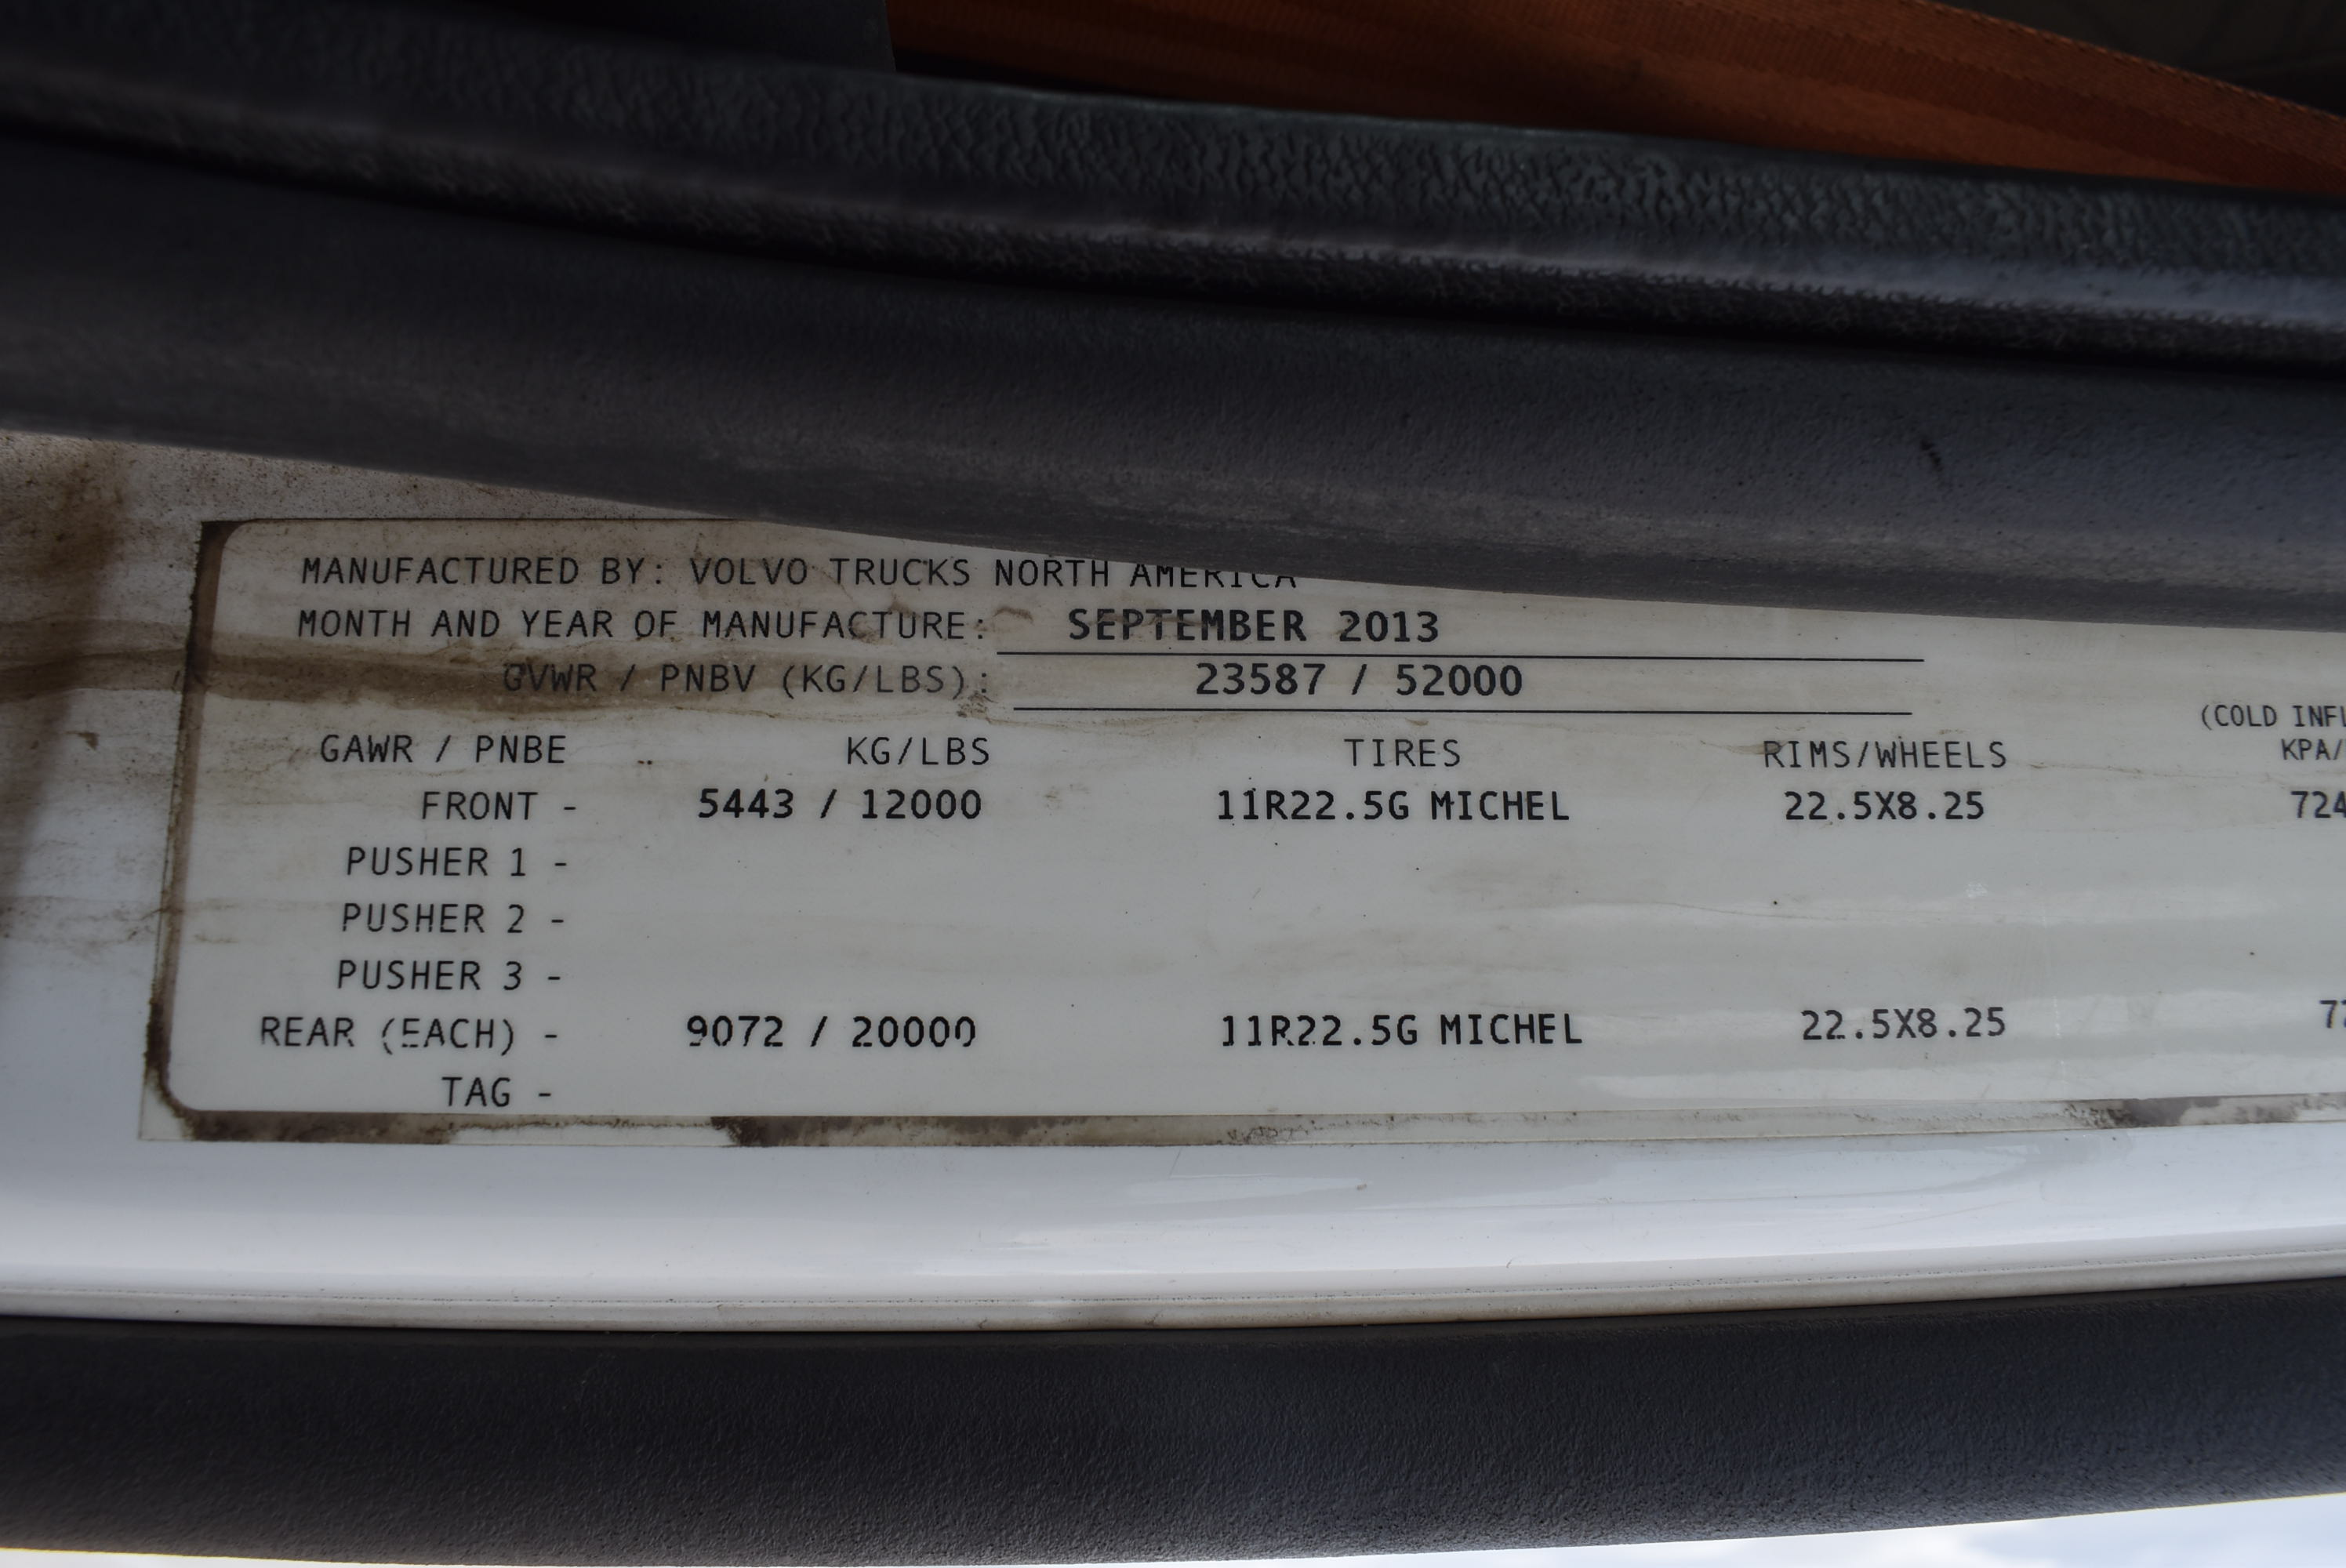 MANUFACTURED BY: VOLVO TRUCKS NORTH AMERICA
MONTH AND YEAR OF MANUFACTURE: SEPTEMBER 2013
GVWR / PNBV (KG/LBS): 23587 / 52000
(COLD INFL
GAWR / PNBE KG/LBS TIRES RIMS/WHEELS KPA/
FRONT - 5443 / 12000 11R22.5G MICHEL 22.5X8.25 724
PUSHER 1 -
PUSHER 2 -
PUSHER 3 -
REAR (EACH) - 9072 / 20000 11R22.5G MICHEL 22.5X8.25
TAG -